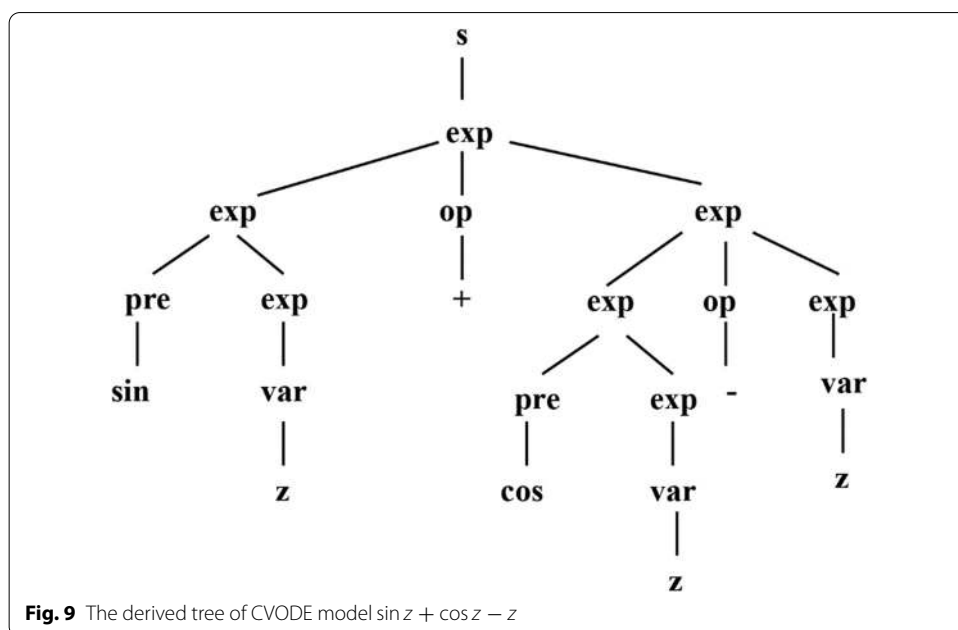 s
exp
exp op exp
pre exp + exp op exp
sin var pre exp - var
z cos var z
z
Fig. 9 The derived tree of CVODE model sin z + cos z − z